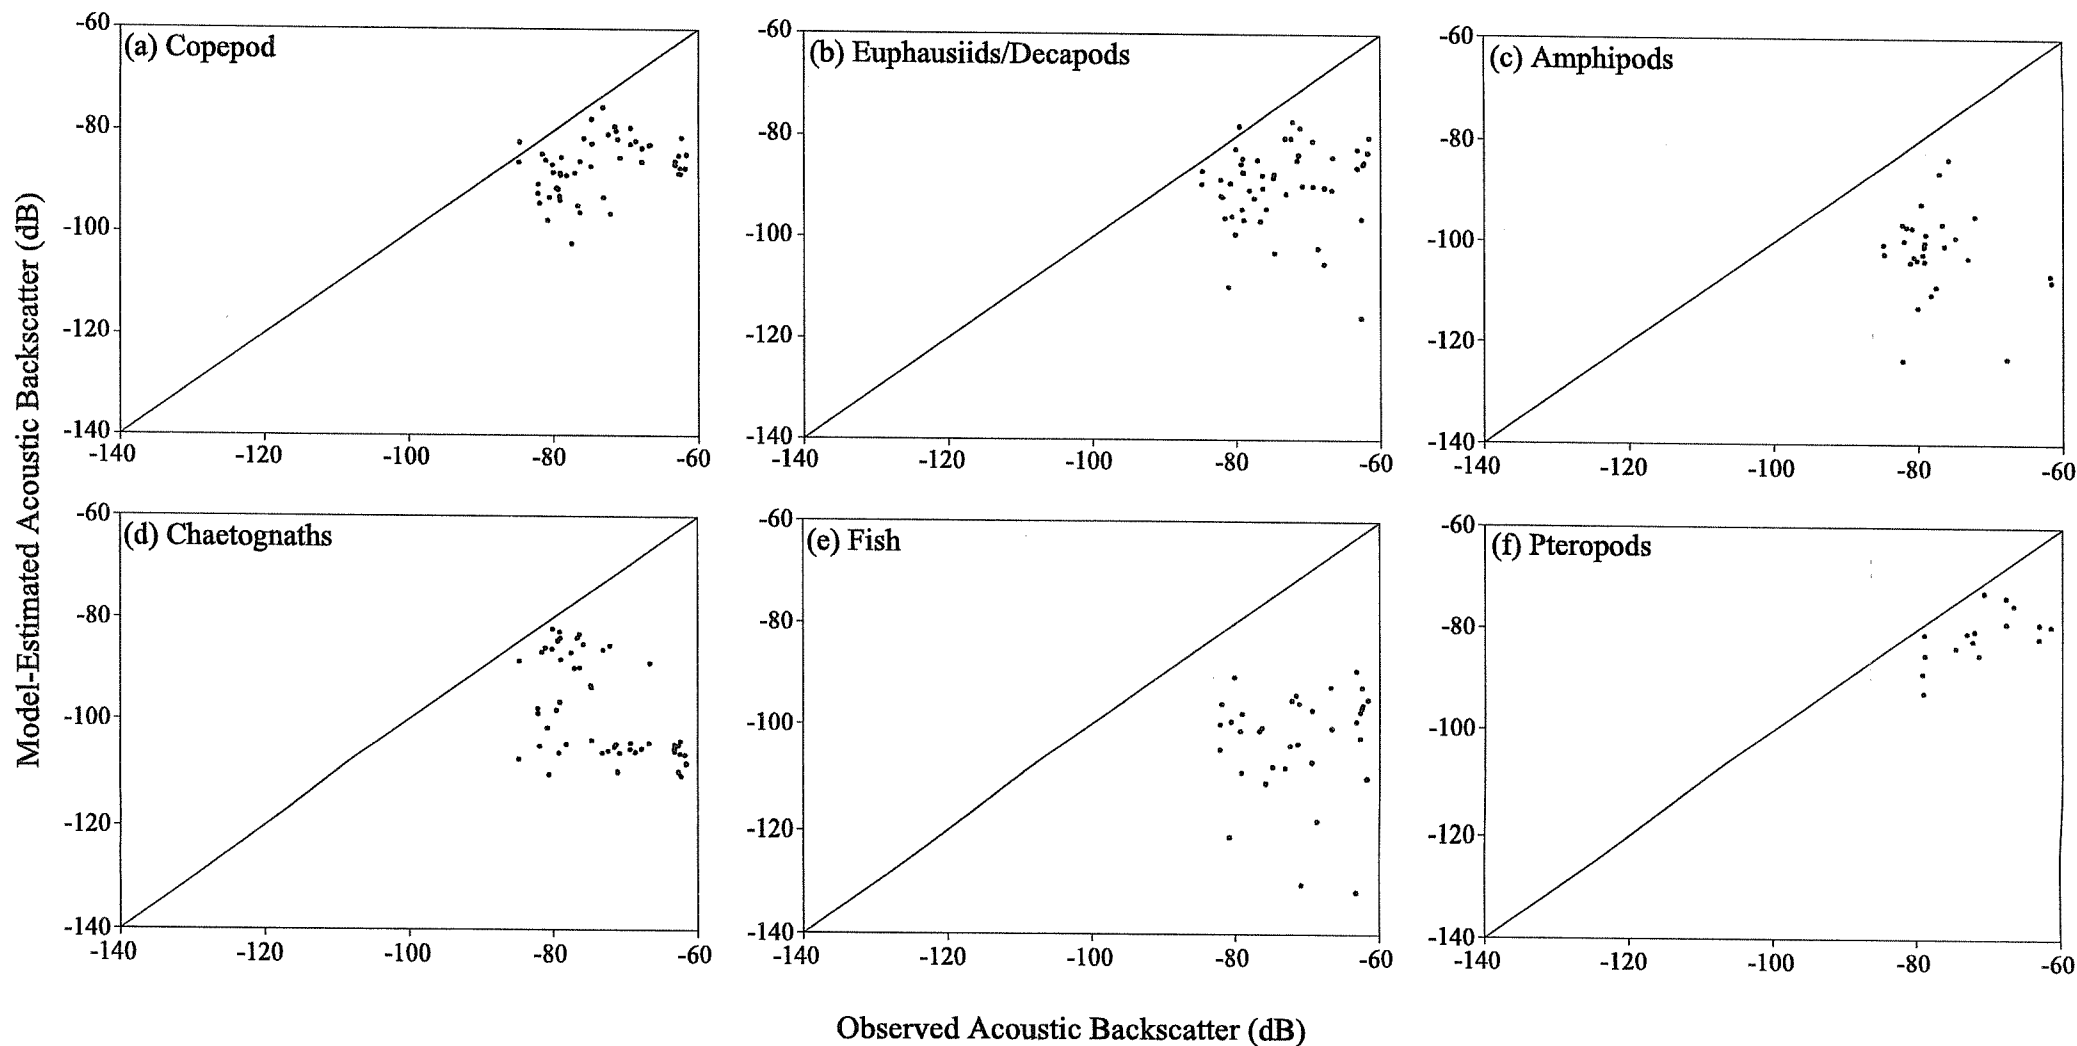 Model-Estimated Acoustic Backscatter (dB)
(a) Copepod
-60
-80
-100
-120
-140
-140 -120 -100 -80 -60
(b) Euphausiids/Decapods
-60
-80
-100
-120
-140
-140 -120 -100 -80 -60
(c) Amphipods
-60
-80
-100
-120
-140
-140 -120 -100 -80 -60
(d) Chaetognaths
-60
-80
-100
-120
-140
-140 -120 -100 -80 -60
(e) Fish
-60
-80
-100
-120
-140
-140 -120 -100 -80 -60
(f) Pteropods
-60
-80
-100
-120
-140
-140 -120 -100 -80 -60
Observed Acoustic Backscatter (dB)